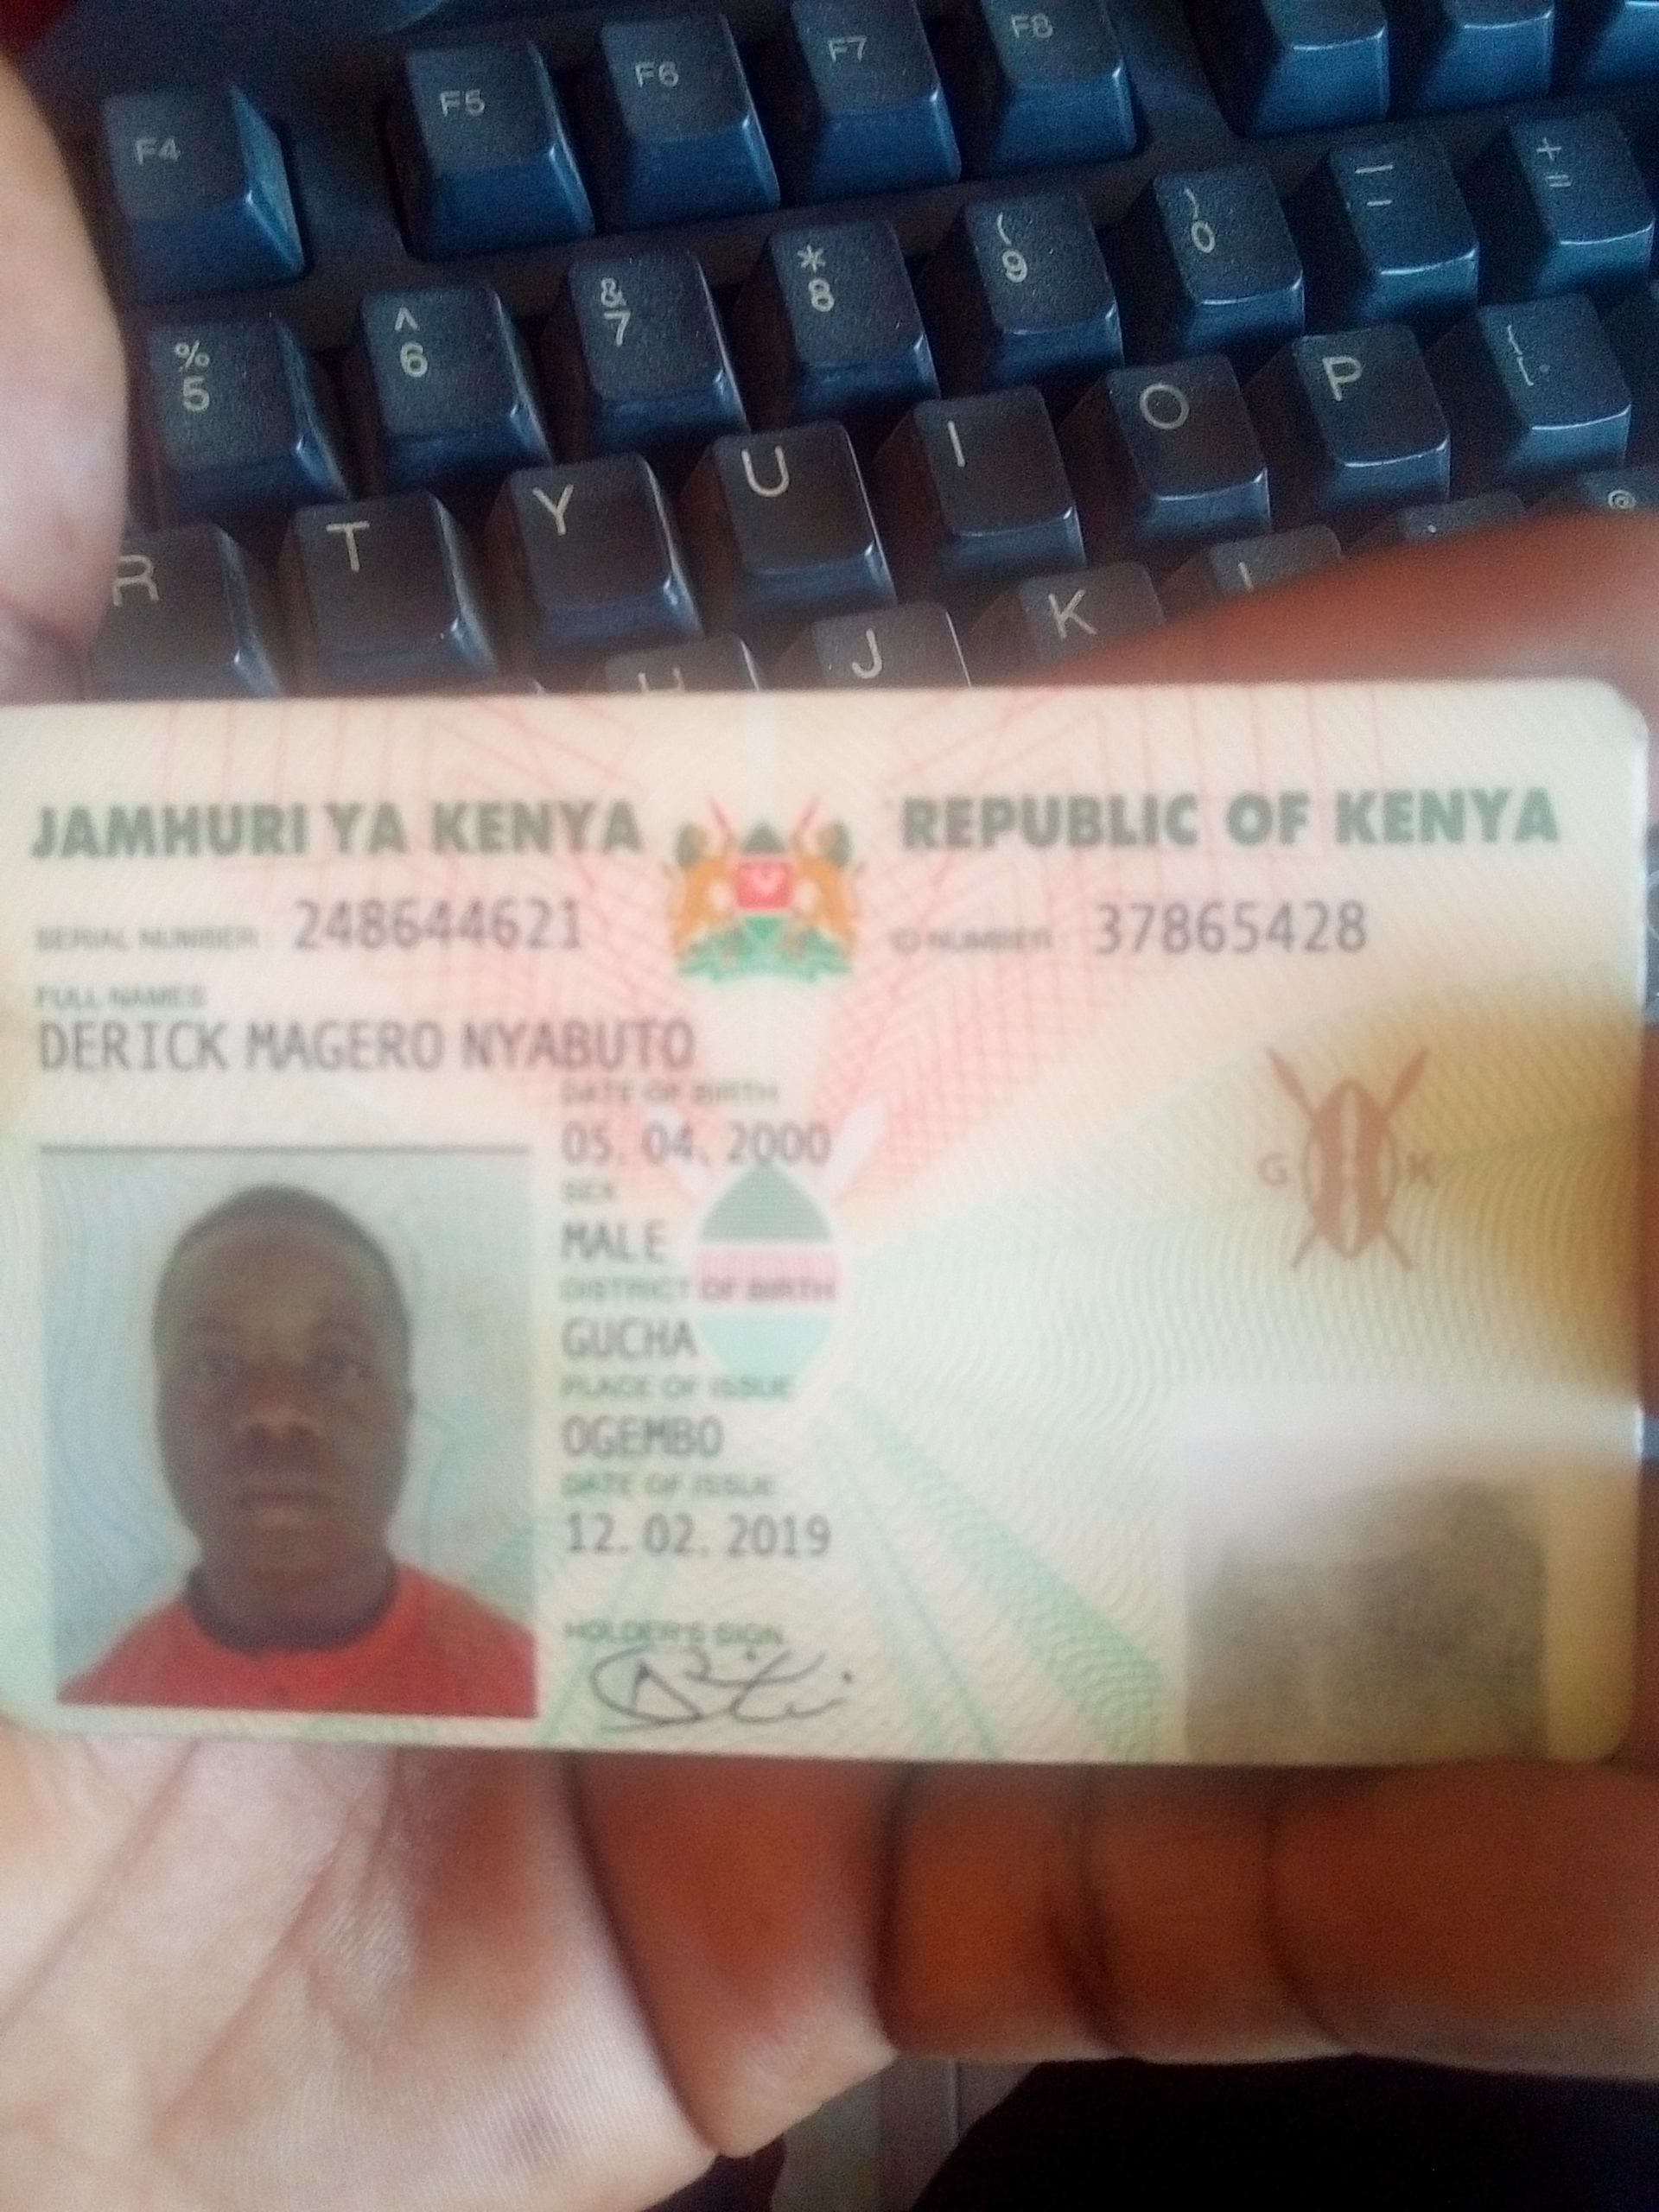 F4 F5 F6 F7 F8
% 5 ^ 6 & 7 * 8 ( 9 ) 0 — - + =
R T Y U I O P
J K
JAMHURI YA KENYA REPUBLIC OF KENYA
SERIAL NUMBER : 248644621 ID NUMBER : 37865428
FULL NAMES
DERICK MAGERO NYABUTO
DATE OF BIRTH
05. 04. 2000
SEX
MALE
G K
DISTRICT OF BIRTH
GUCHA
PLACE OF ISSUE
OGEMBO
DATE OF ISSUE
12. 02. 2019
HOLDER'S SIGN.